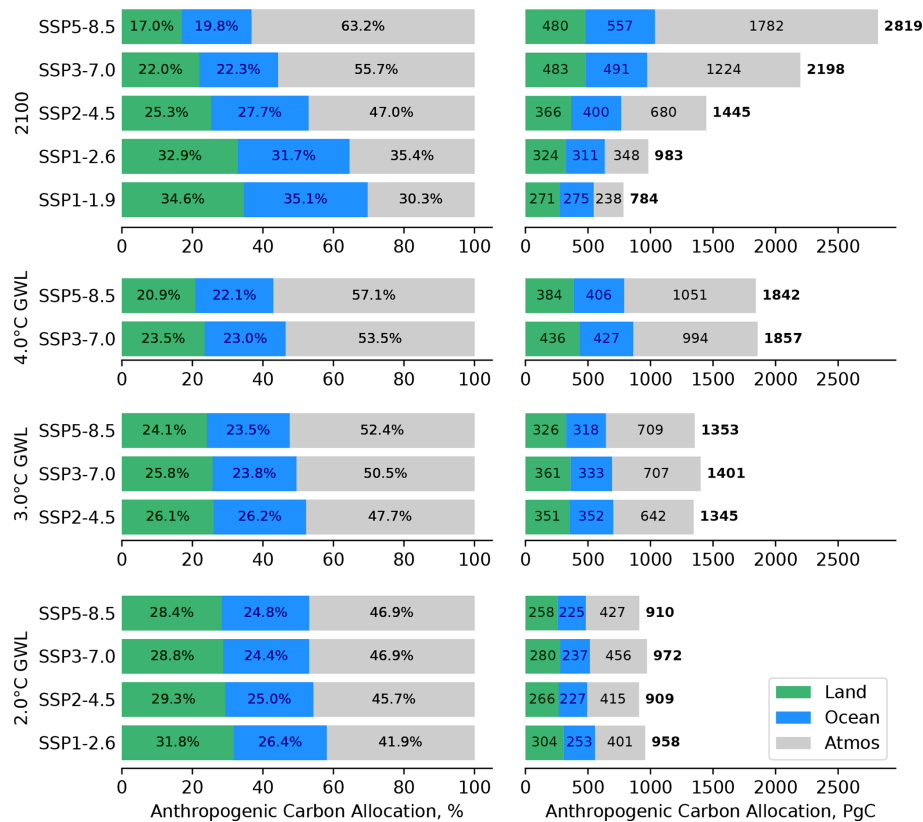 2100
SSP5-8.5 17.0% 19.8% 63.2% 480 557 1782 2819
SSP3-7.0 22.0% 22.3% 55.7% 483 491 1224 2198
SSP2-4.5 25.3% 27.7% 47.0% 366 400 680 1445
SSP1-2.6 32.9% 31.7% 35.4% 324 311 348 983
SSP1-1.9 34.6% 35.1% 30.3% 271 275 238 784
0 20 40 60 80 100 0 500 1000 1500 2000 2500
4.0°C GWL
SSP5-8.5 20.9% 22.1% 57.1% 384 406 1051 1842
SSP3-7.0 23.5% 23.0% 53.5% 436 427 994 1857
0 20 40 60 80 100 0 500 1000 1500 2000 2500
3.0°C GWL
SSP5-8.5 24.1% 23.5% 52.4% 326 318 709 1353
SSP3-7.0 25.8% 23.8% 50.5% 361 333 707 1401
SSP2-4.5 26.1% 26.2% 47.7% 351 352 642 1345
0 20 40 60 80 100 0 500 1000 1500 2000 2500
2.0°C GWL
SSP5-8.5 28.4% 24.8% 46.9% 258 225 427 910
SSP3-7.0 28.8% 24.4% 46.9% 280 237 456 972
SSP2-4.5 29.3% 25.0% 45.7% 266 227 415 909
SSP1-2.6 31.8% 26.4% 41.9% 304 253 401 958
Land
Ocean
Atmos
0 20 40 60 80 100 0 500 1000 1500 2000 2500
Anthropogenic Carbon Allocation, % Anthropogenic Carbon Allocation, PgC